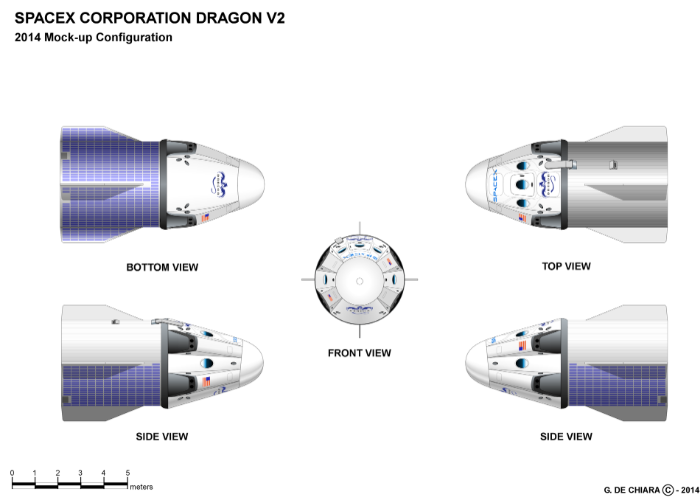 SPACEX CORPORATION DRAGON V2
2014 Mock-up Configuration
SPACEX
BOTTOM VIEW
TOP VIEW
FRONT VIEW
SIDE VIEW
SIDE VIEW
0 1 2 3 4 5
meters
G. DE CHIARA © - 2014